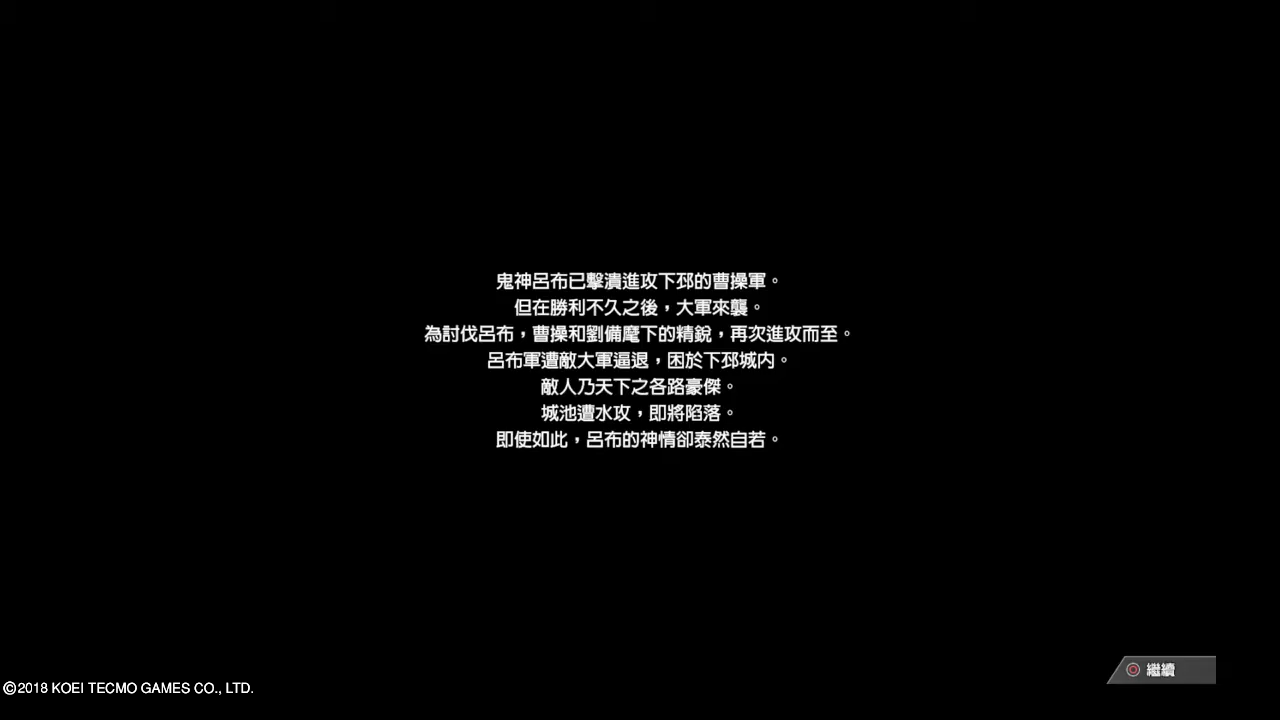 鬼神呂布已擊潰進攻下邳的曹操軍。
但在勝利不久之後，大軍來襲。
為討伐呂布，曹操和劉備麾下的精銳，再次進攻而至。
呂布軍遭敵大軍逼退，困於下邳城內。
敵人乃天下之各路豪傑。
城池遭水攻，即將陷落。
即使如此，呂布的神情卻泰然自若。
繼續
©2018 KOEI TECMO GAMES CO., LTD.